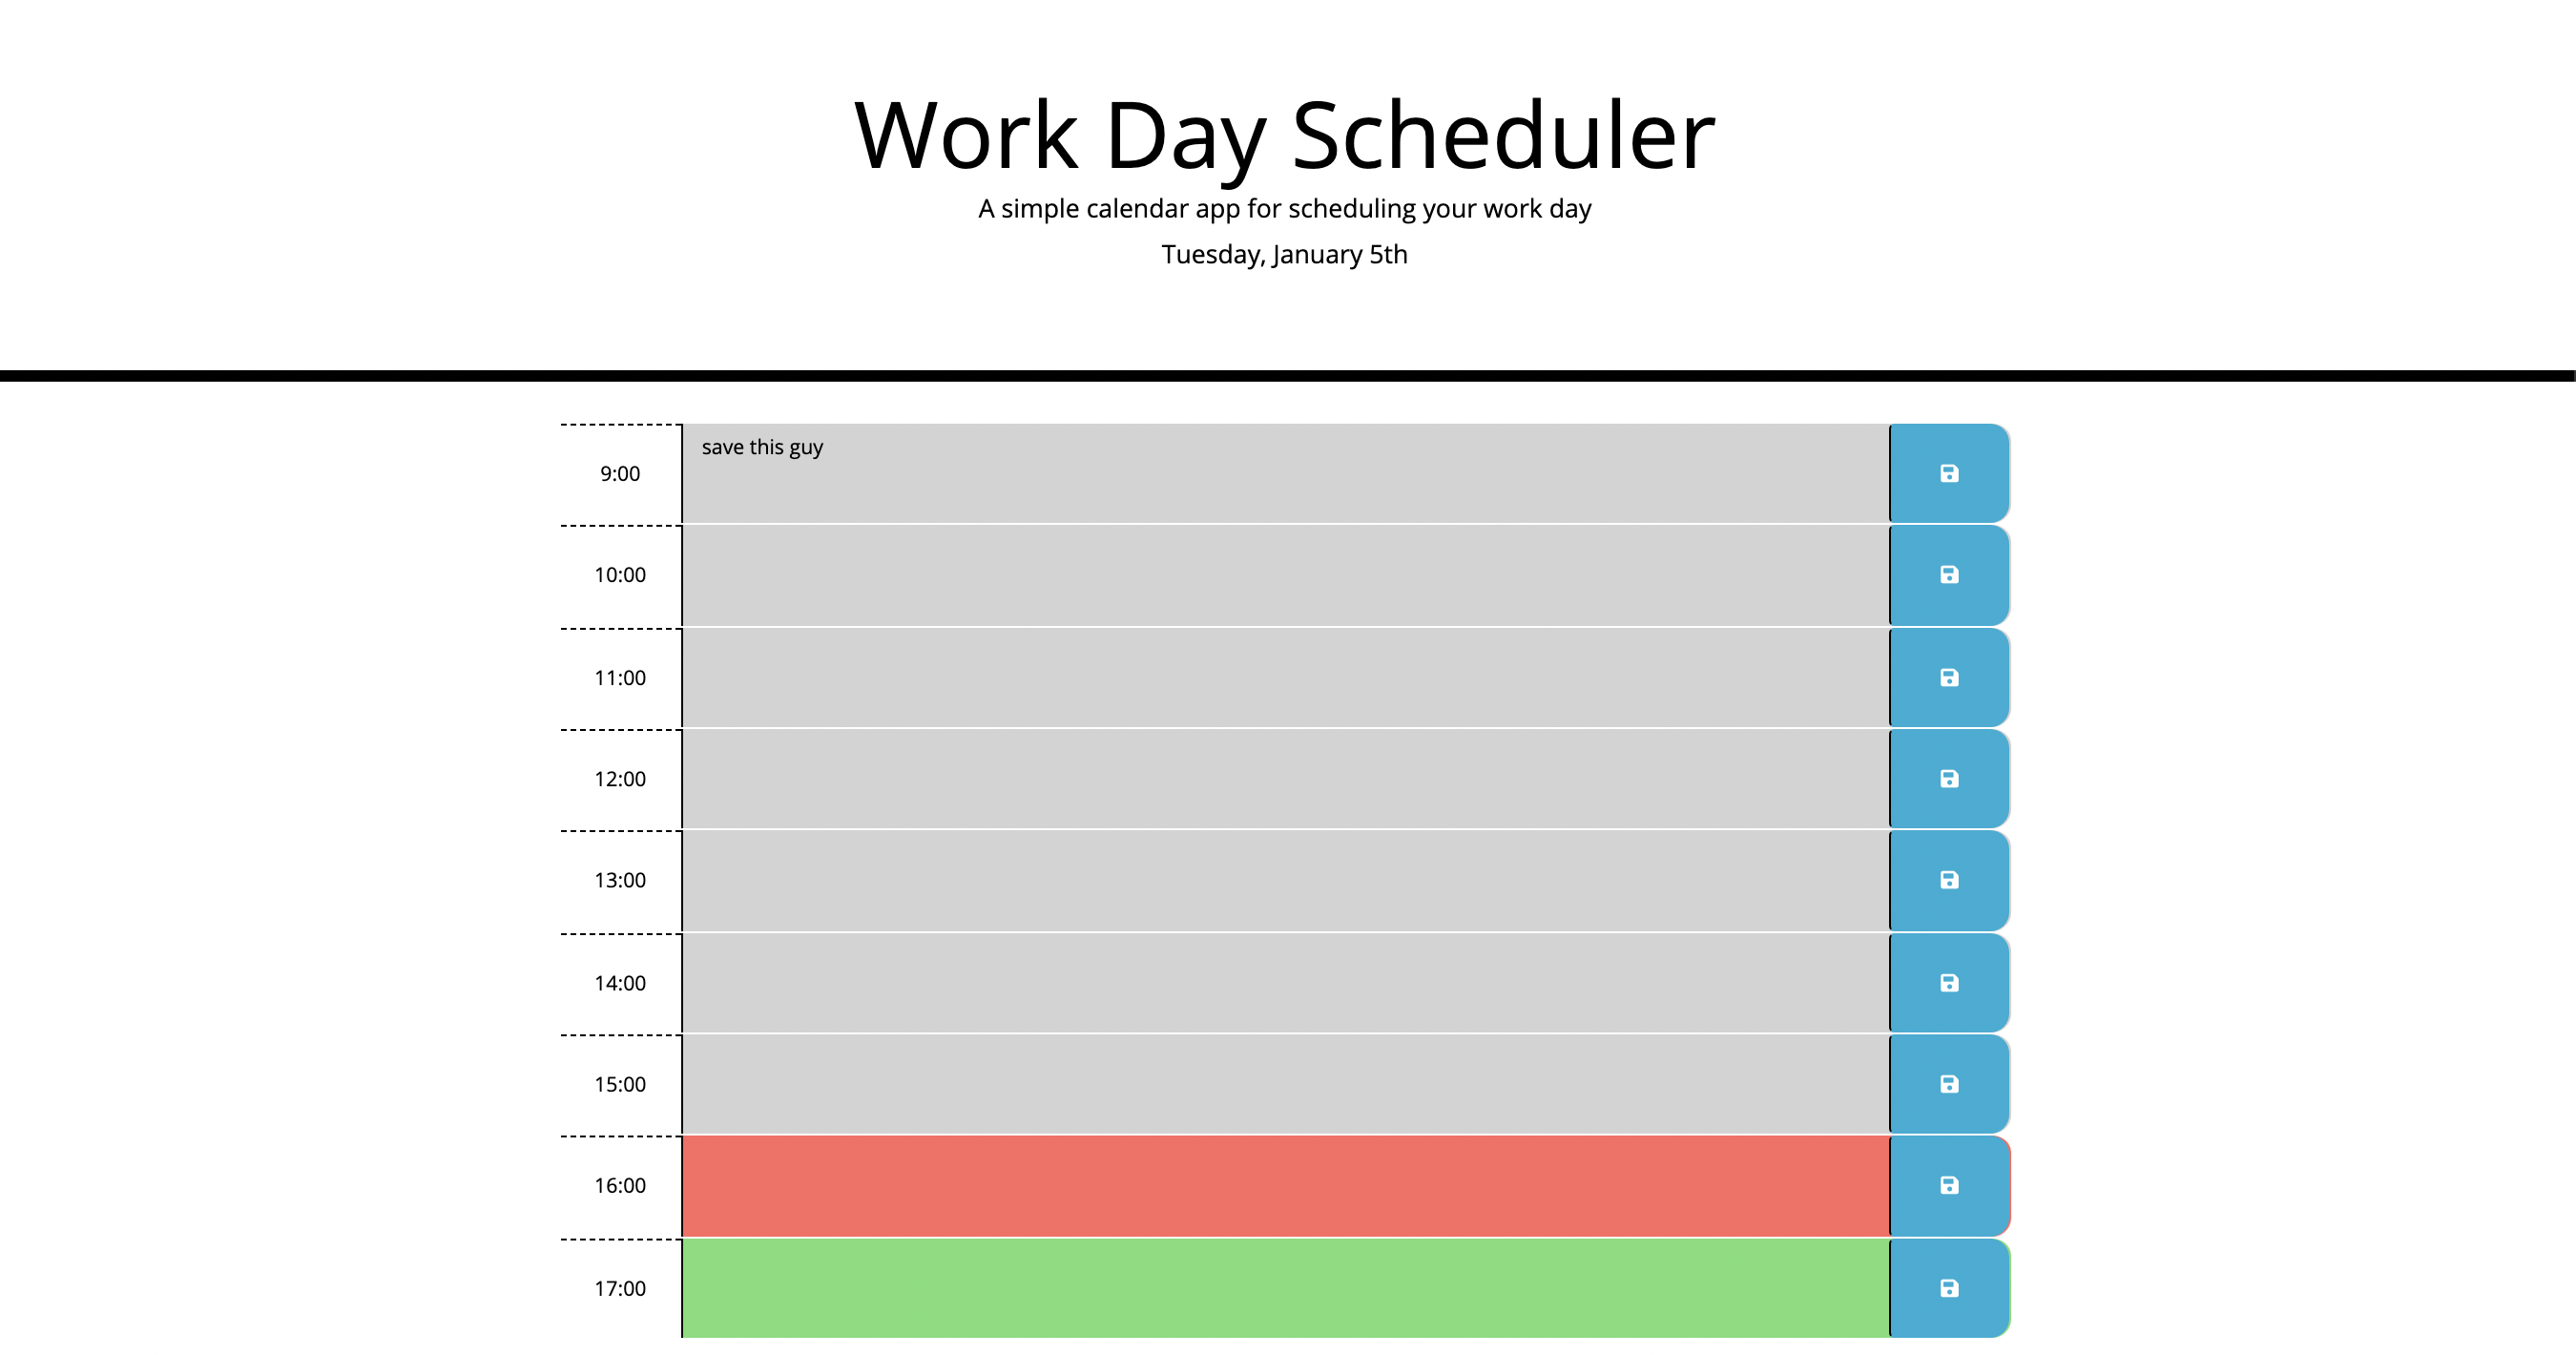 Work Day Scheduler
A simple calendar app for scheduling your work day
Tuesday, January 5th
9:00
save this guy
10:00
11:00
12:00
13:00
14:00
15:00
16:00
17:00